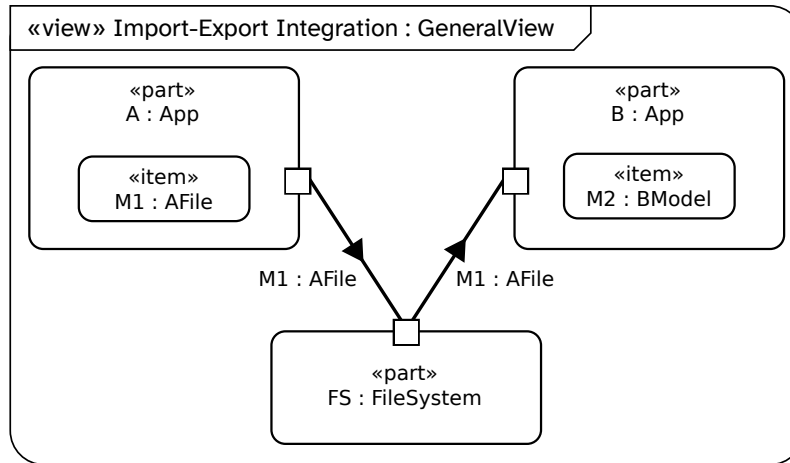 «view» Import-Export Integration : GeneralView
«part»
A : App
«item»
M1 : AFile
«part»
B : App
«item»
M2 : BModel
M1 : AFile
M1 : AFile
«part»
FS : FileSystem